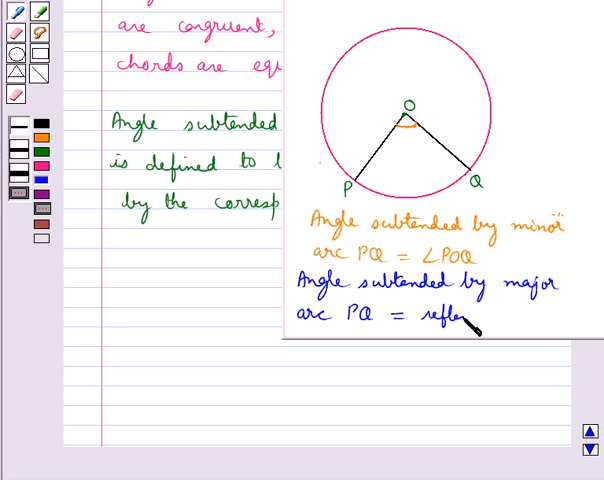 are congruent,
chords are equ
Angle subtended
is defined to
by the corresp
O
P
Q
Angle subtended by minor
arc PQ = ∠POQ
Angle subtended by major
arc PQ = refle